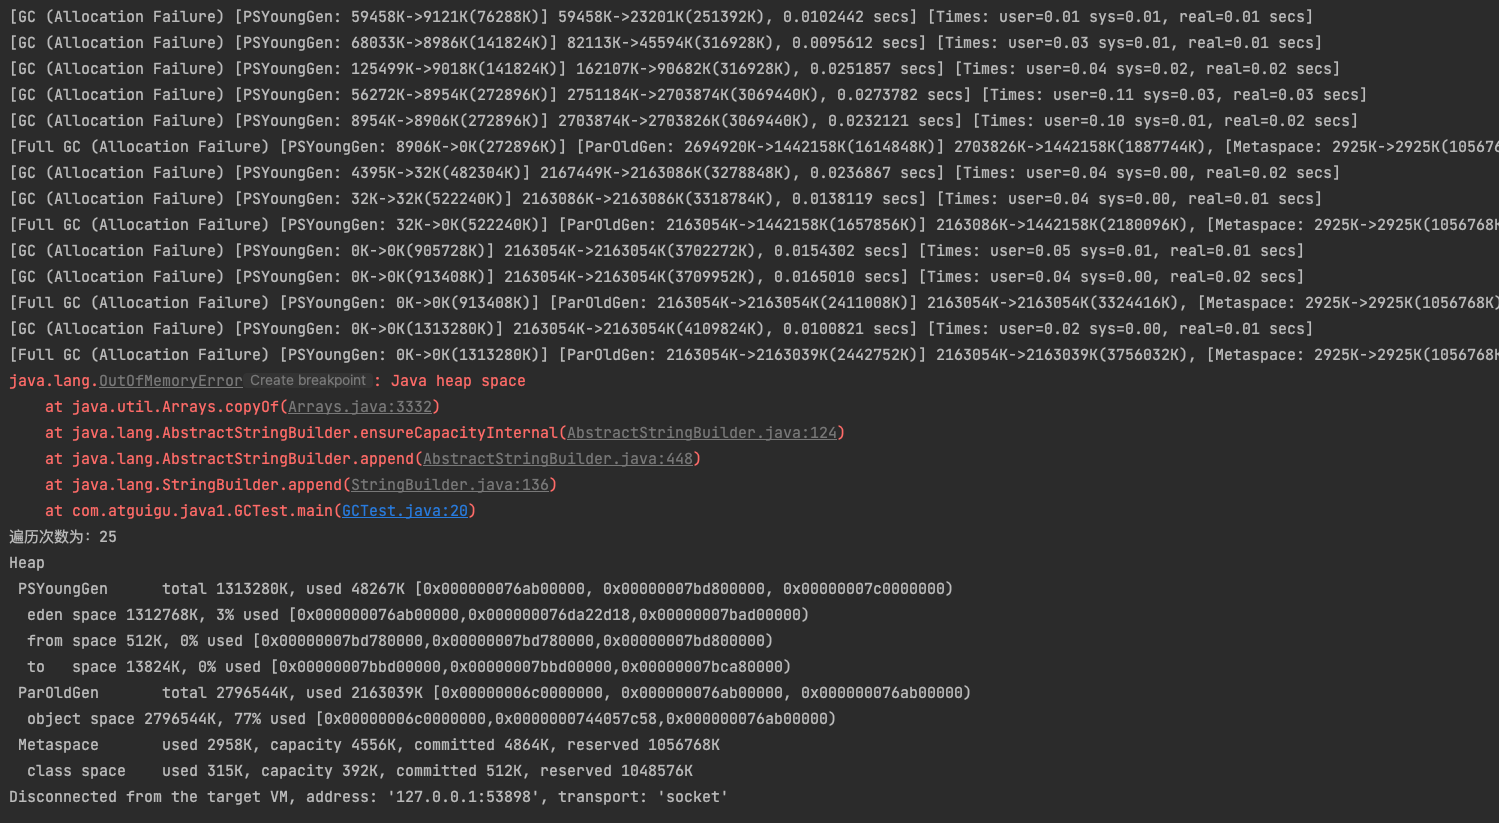 [GC (Allocation Failure) [PSYoungGen: 59458K->9121K(76288K)] 59458K->23201K(251392K), 0.0102442 secs] [Times: user=0.01 sys=0.01, real=0.01 secs]
[GC (Allocation Failure) [PSYoungGen: 68033K->8986K(141824K)] 82113K->45594K(316928K), 0.0095612 secs] [Times: user=0.03 sys=0.01, real=0.01 secs]
[GC (Allocation Failure) [PSYoungGen: 125499K->9018K(141824K)] 162107K->90682K(316928K), 0.0251857 secs] [Times: user=0.04 sys=0.02, real=0.02 secs]
[GC (Allocation Failure) [PSYoungGen: 56272K->8954K(272896K)] 2751184K->2703874K(3069440K), 0.0273782 secs] [Times: user=0.11 sys=0.03, real=0.03 secs]
[GC (Allocation Failure) [PSYoungGen: 8954K->8906K(272896K)] 2703874K->2703826K(3069440K), 0.0232121 secs] [Times: user=0.10 sys=0.01, real=0.02 secs]
[Full GC (Allocation Failure) [PSYoungGen: 8906K->0K(272896K)] [ParOldGen: 2694920K->1442158K(1614848K)] 2703826K->1442158K(1887744K), [Metaspace: 2925K->2925K(105676
[GC (Allocation Failure) [PSYoungGen: 4395K->32K(482304K)] 2167449K->2163086K(3278848K), 0.0236867 secs] [Times: user=0.04 sys=0.00, real=0.02 secs]
[GC (Allocation Failure) [PSYoungGen: 32K->32K(522240K)] 2163086K->2163086K(3318784K), 0.0138119 secs] [Times: user=0.04 sys=0.00, real=0.01 secs]
[Full GC (Allocation Failure) [PSYoungGen: 32K->0K(522240K)] [ParOldGen: 2163054K->1442158K(1657856K)] 2163086K->1442158K(2180096K), [Metaspace: 2925K->2925K(1056768K
[GC (Allocation Failure) [PSYoungGen: 0K->0K(905728K)] 2163054K->2163054K(3702272K), 0.0154302 secs] [Times: user=0.05 sys=0.01, real=0.01 secs]
[GC (Allocation Failure) [PSYoungGen: 0K->0K(913408K)] 2163054K->2163054K(3709952K), 0.0165010 secs] [Times: user=0.04 sys=0.00, real=0.02 secs]
[Full GC (Allocation Failure) [PSYoungGen: 0K->0K(913408K)] [ParOldGen: 2163054K->2163054K(2411008K)] 2163054K->2163054K(3324416K), [Metaspace: 2925K->2925K(1056768K)
[GC (Allocation Failure) [PSYoungGen: 0K->0K(1313280K)] 2163054K->2163054K(4109824K), 0.0100821 secs] [Times: user=0.02 sys=0.00, real=0.01 secs]
[Full GC (Allocation Failure) [PSYoungGen: 0K->0K(1313280K)] [ParOldGen: 2163054K->2163039K(2442752K)] 2163054K->2163039K(3756032K), [Metaspace: 2925K->2925K(1056768K
java.lang.OutOfMemoryError Create breakpoint : Java heap space
at java.util.Arrays.copyOf(Arrays.java:3332)
at java.lang.AbstractStringBuilder.ensureCapacityInternal(AbstractStringBuilder.java:124)
at java.lang.AbstractStringBuilder.append(AbstractStringBuilder.java:448)
at java.lang.StringBuilder.append(StringBuilder.java:136)
at com.atguigu.java1.GCTest.main(GCTest.java:20)
遍历次数为：25
Heap
PSYoungGen total 1313280K, used 48267K [0x000000076ab00000, 0x00000007bd800000, 0x00000007c0000000)
eden space 1312768K, 3% used [0x000000076ab00000,0x000000076da22d18,0x00000007bad00000)
from space 512K, 0% used [0x00000007bd780000,0x00000007bd780000,0x00000007bd800000)
to space 13824K, 0% used [0x00000007bbd00000,0x00000007bbd00000,0x00000007bca80000)
ParOldGen total 2796544K, used 2163039K [0x00000006c0000000, 0x000000076ab00000, 0x000000076ab00000)
object space 2796544K, 77% used [0x00000006c0000000,0x0000000744057c58,0x000000076ab00000)
Metaspace used 2958K, capacity 4556K, committed 4864K, reserved 1056768K
class space used 315K, capacity 392K, committed 512K, reserved 1048576K
Disconnected from the target VM, address: '127.0.0.1:53898', transport: 'socket'